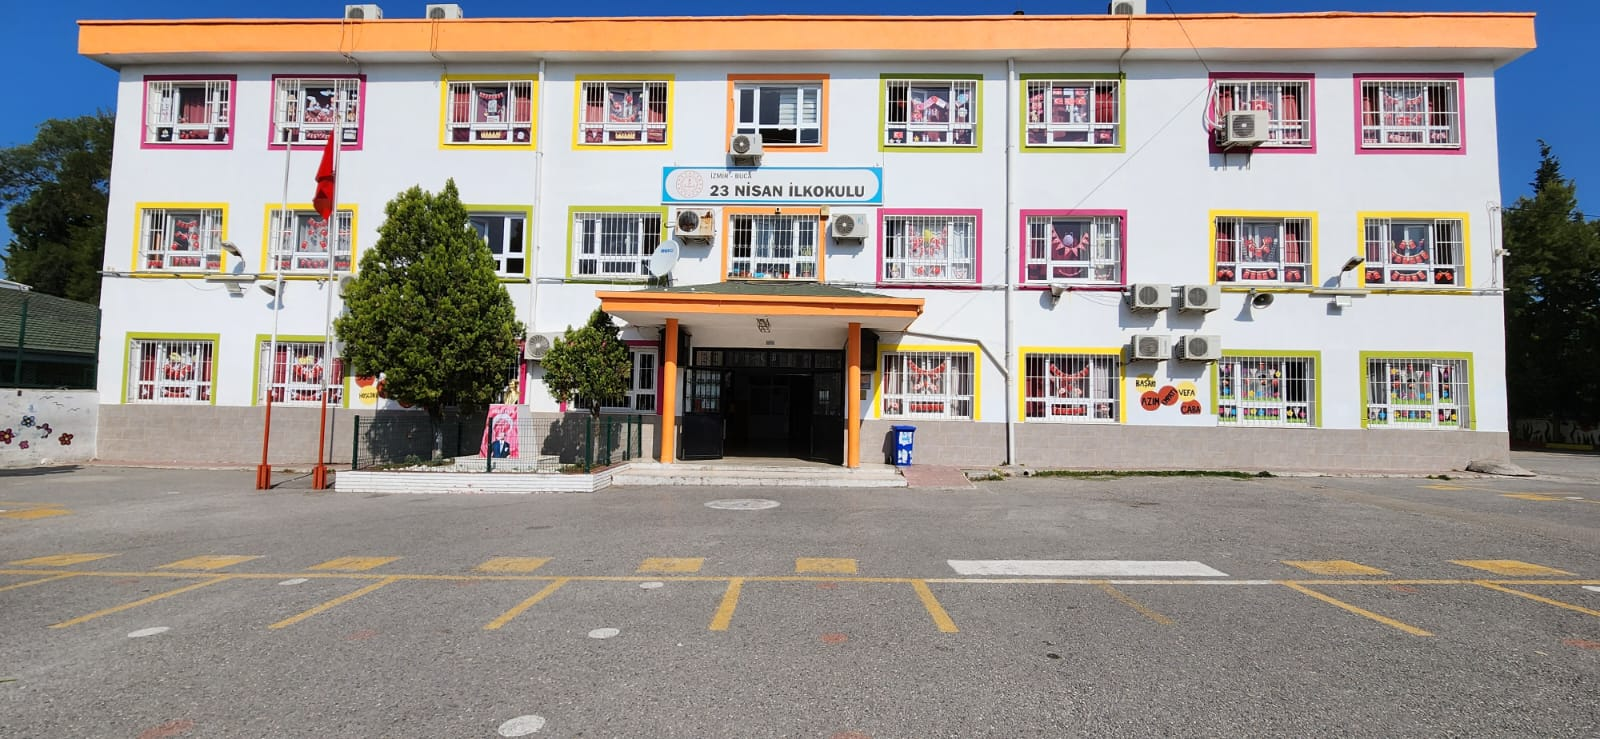 İZMİR - BUCA
23 NİSAN İLKOKULU
BAŞARI
VEFA
AZİM
ÇABA